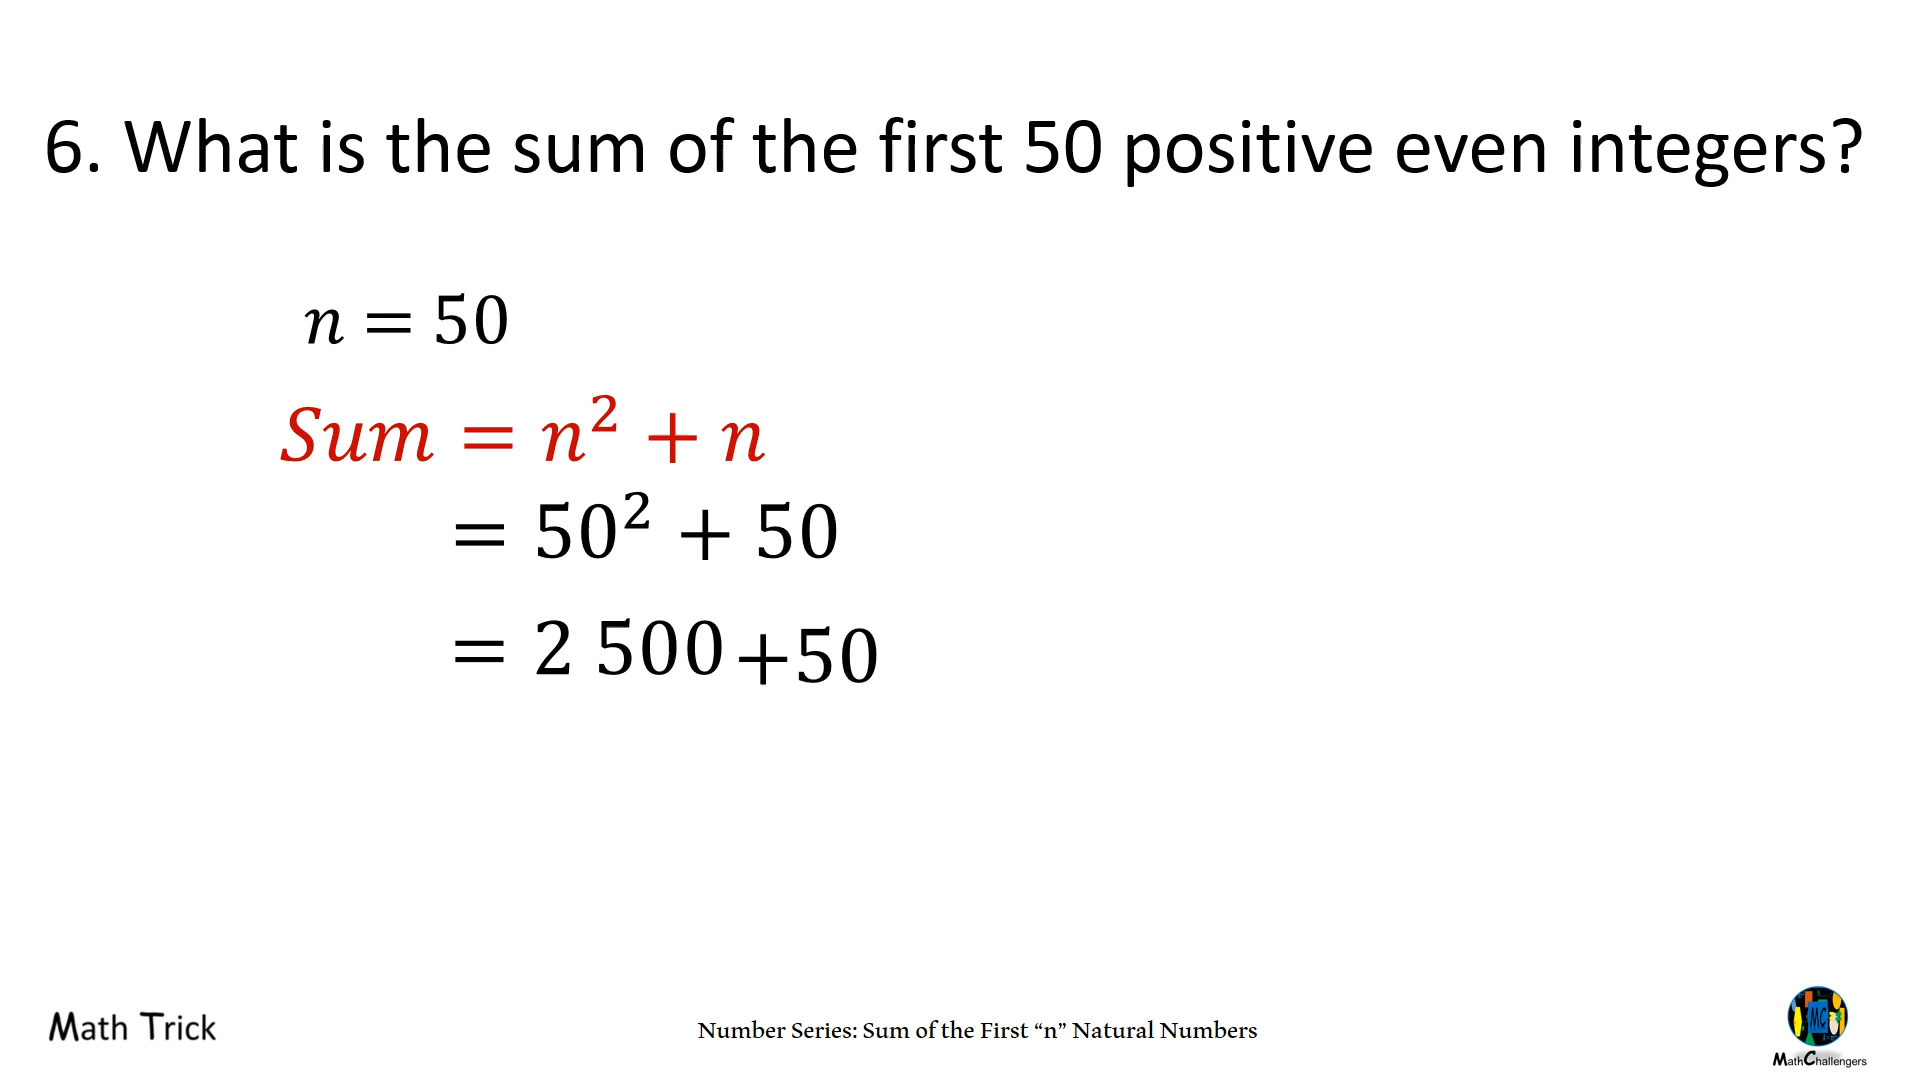 6. What is the sum of the first 50 positive even integers?
n = 50
Sum = n² + n
= 50² + 50
= 2 500 +50
Math Trick
Number Series: Sum of the First “n” Natural Numbers
MC
MathChallengers